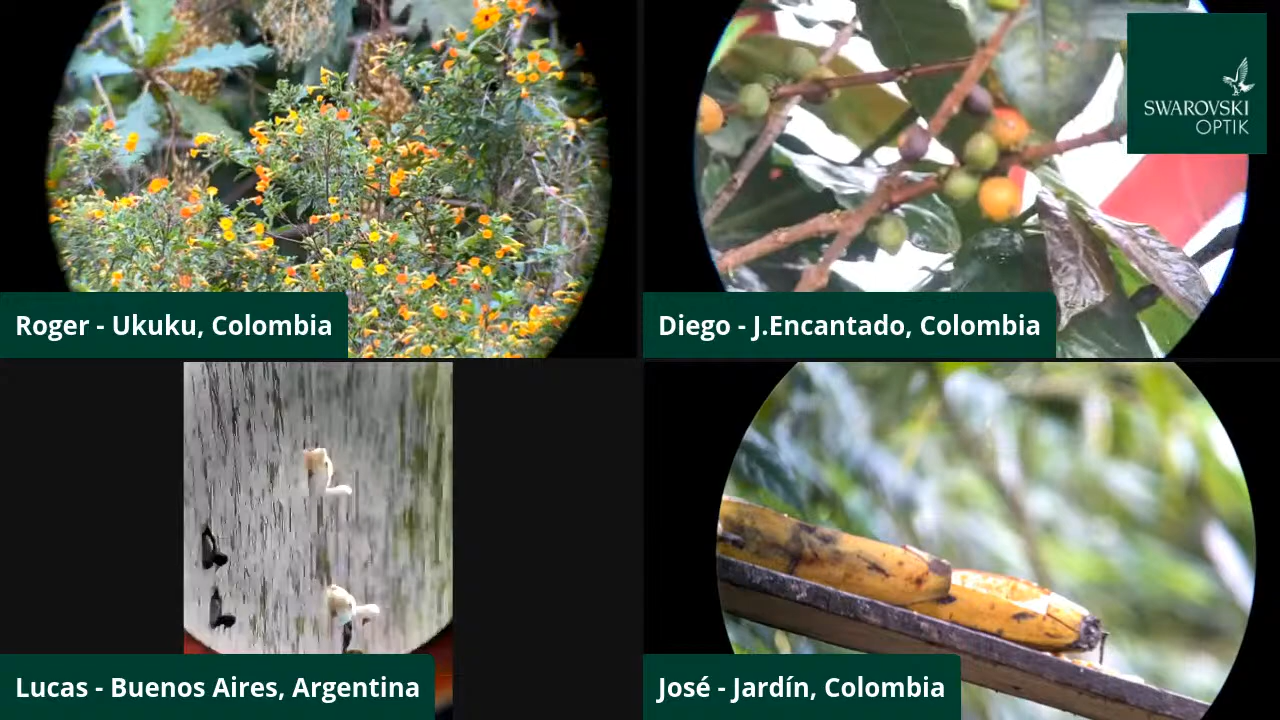 SWAROVSKI
OPTIK
Roger - Ukuku, Colombia
Diego - J.Encantado, Colombia
Lucas - Buenos Aires, Argentina
José - Jardín, Colombia